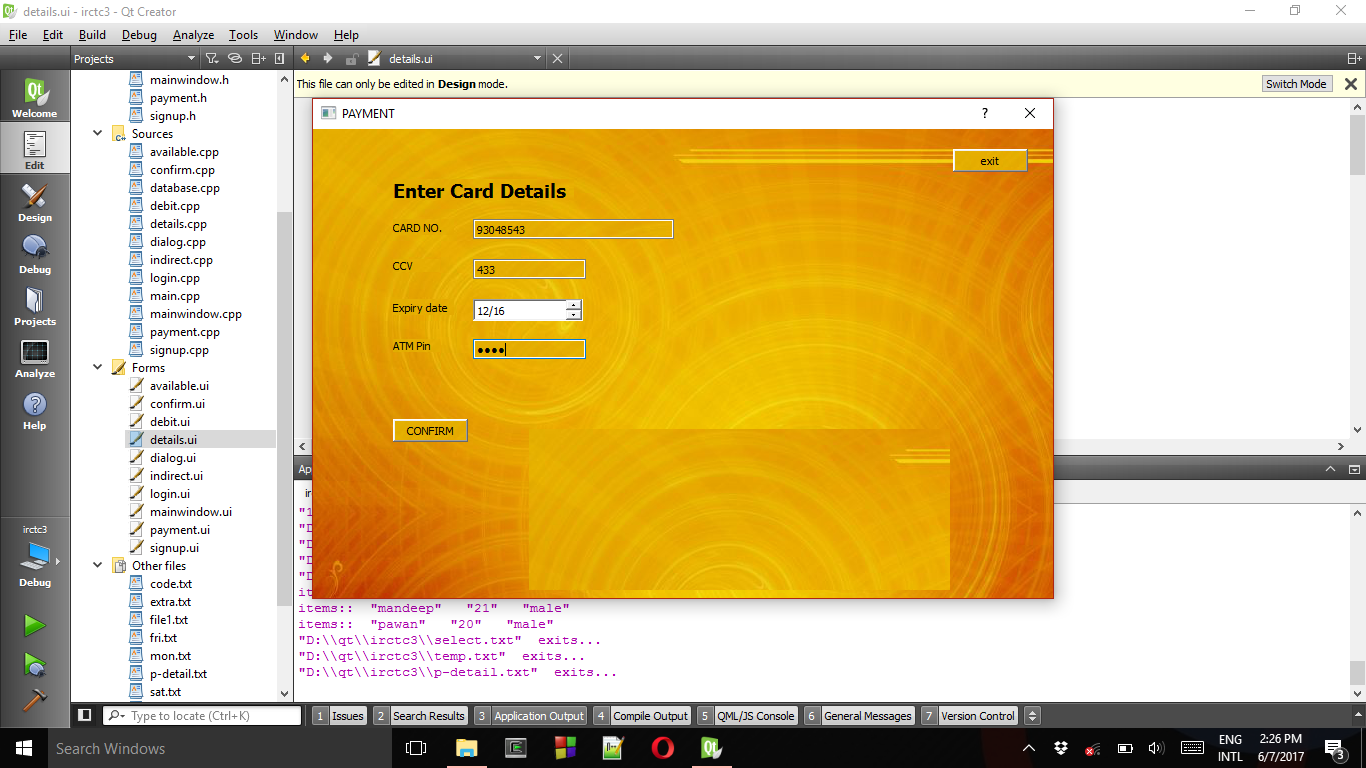 details.ui - irctc3 - Qt Creator
File Edit Build Debug Analyze Tools Window Help
Projects
details.ui
This file can only be edited in Design mode.
Switch Mode
Welcome
Edit
Design
Debug
Projects
Analyze
Help
irctc3
Debug
mainwindow.h
payment.h
signup.h
Sources
available.cpp
confirm.cpp
database.cpp
debit.cpp
details.cpp
dialog.cpp
indirect.cpp
login.cpp
main.cpp
mainwindow.cpp
payment.cpp
signup.cpp
Forms
available.ui
confirm.ui
debit.ui
details.ui
dialog.ui
indirect.ui
login.ui
mainwindow.ui
payment.ui
signup.ui
Other files
code.txt
extra.txt
file1.txt
fri.txt
mon.txt
p-detail.txt
sat.txt
PAYMENT
?
exit
Enter Card Details
CARD NO. 93048543
CCV 433
Expiry date 12/16
ATM Pin ●●●●
CONFIRM
items:: "mandeep" "21" "male"
items:: "pawan" "20" "male"
"D:\\qt\\irctc3\\select.txt" exits...
"D:\\qt\\irctc3\\temp.txt" exits...
"D:\\qt\\irctc3\\p-detail.txt" exits...
Type to locate (Ctrl+K)
1 Issues 2 Search Results 3 Application Output 4 Compile Output 5 QML/JS Console 6 General Messages 7 Version Control
Search Windows
ENG
INTL
2:26 PM
6/7/2017
3